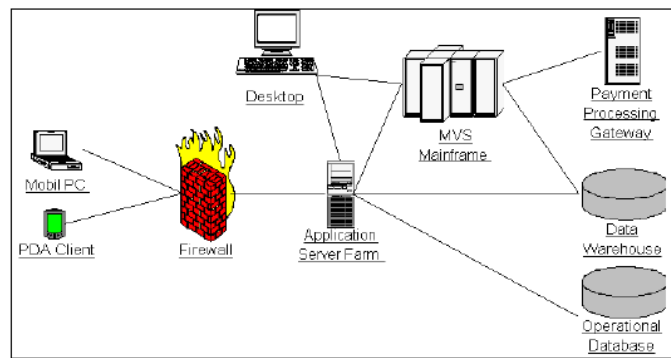 Desktop
MVS
Mainframe
Payment
Processing
Gateway
Mobil PC
PDA Client
Firewall
Application
Server Farm
Data
Warehouse
Operational
Database